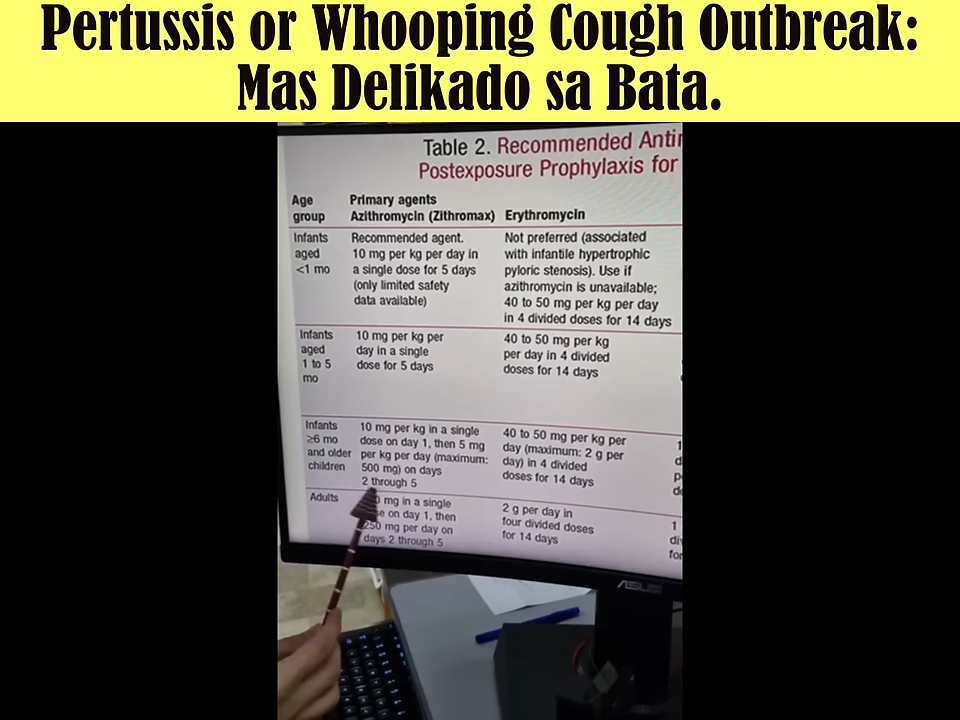 Pertussis or Whooping Cough Outbreak:
Mas Delikado sa Bata.
Table 2. Recommended
Postexposure Prophylaxis for
Age
group
Primary agents
Azithromycin (Zithromax)
Erythromycin
Infants
aged
<1 mo
Recommended agent.
10 mg per kg per day in
a single dose for 5 days
(only limited safety
data available)
Not preferred (associated
with infantile hypertrophic
pyloric stenosis). Use if
azithromycin is unavailable;
40 to 50 mg per kg per day
in 4 divided doses for 14 days
Infants
aged
1 to 5
mo
10 mg per kg per
day in a single
dose for 5 days
40 to 50 mg per kg
per day in 4 divided
doses for 14 days
Infants
≥6 mo
and older
children
10 mg per kg in a single
dose on day 1, then 5 mg
per kg per day (maximum:
500 mg) on days
2 through 5
40 to 50 mg per kg per
day (maximum: 2 g per
day) in 4 divided
doses for 14 days
Adults
mg in a single
on day 1, then
250 mg per day on
days 2 through 5
2 g per day in
four divided doses
for 14 days
ASUS